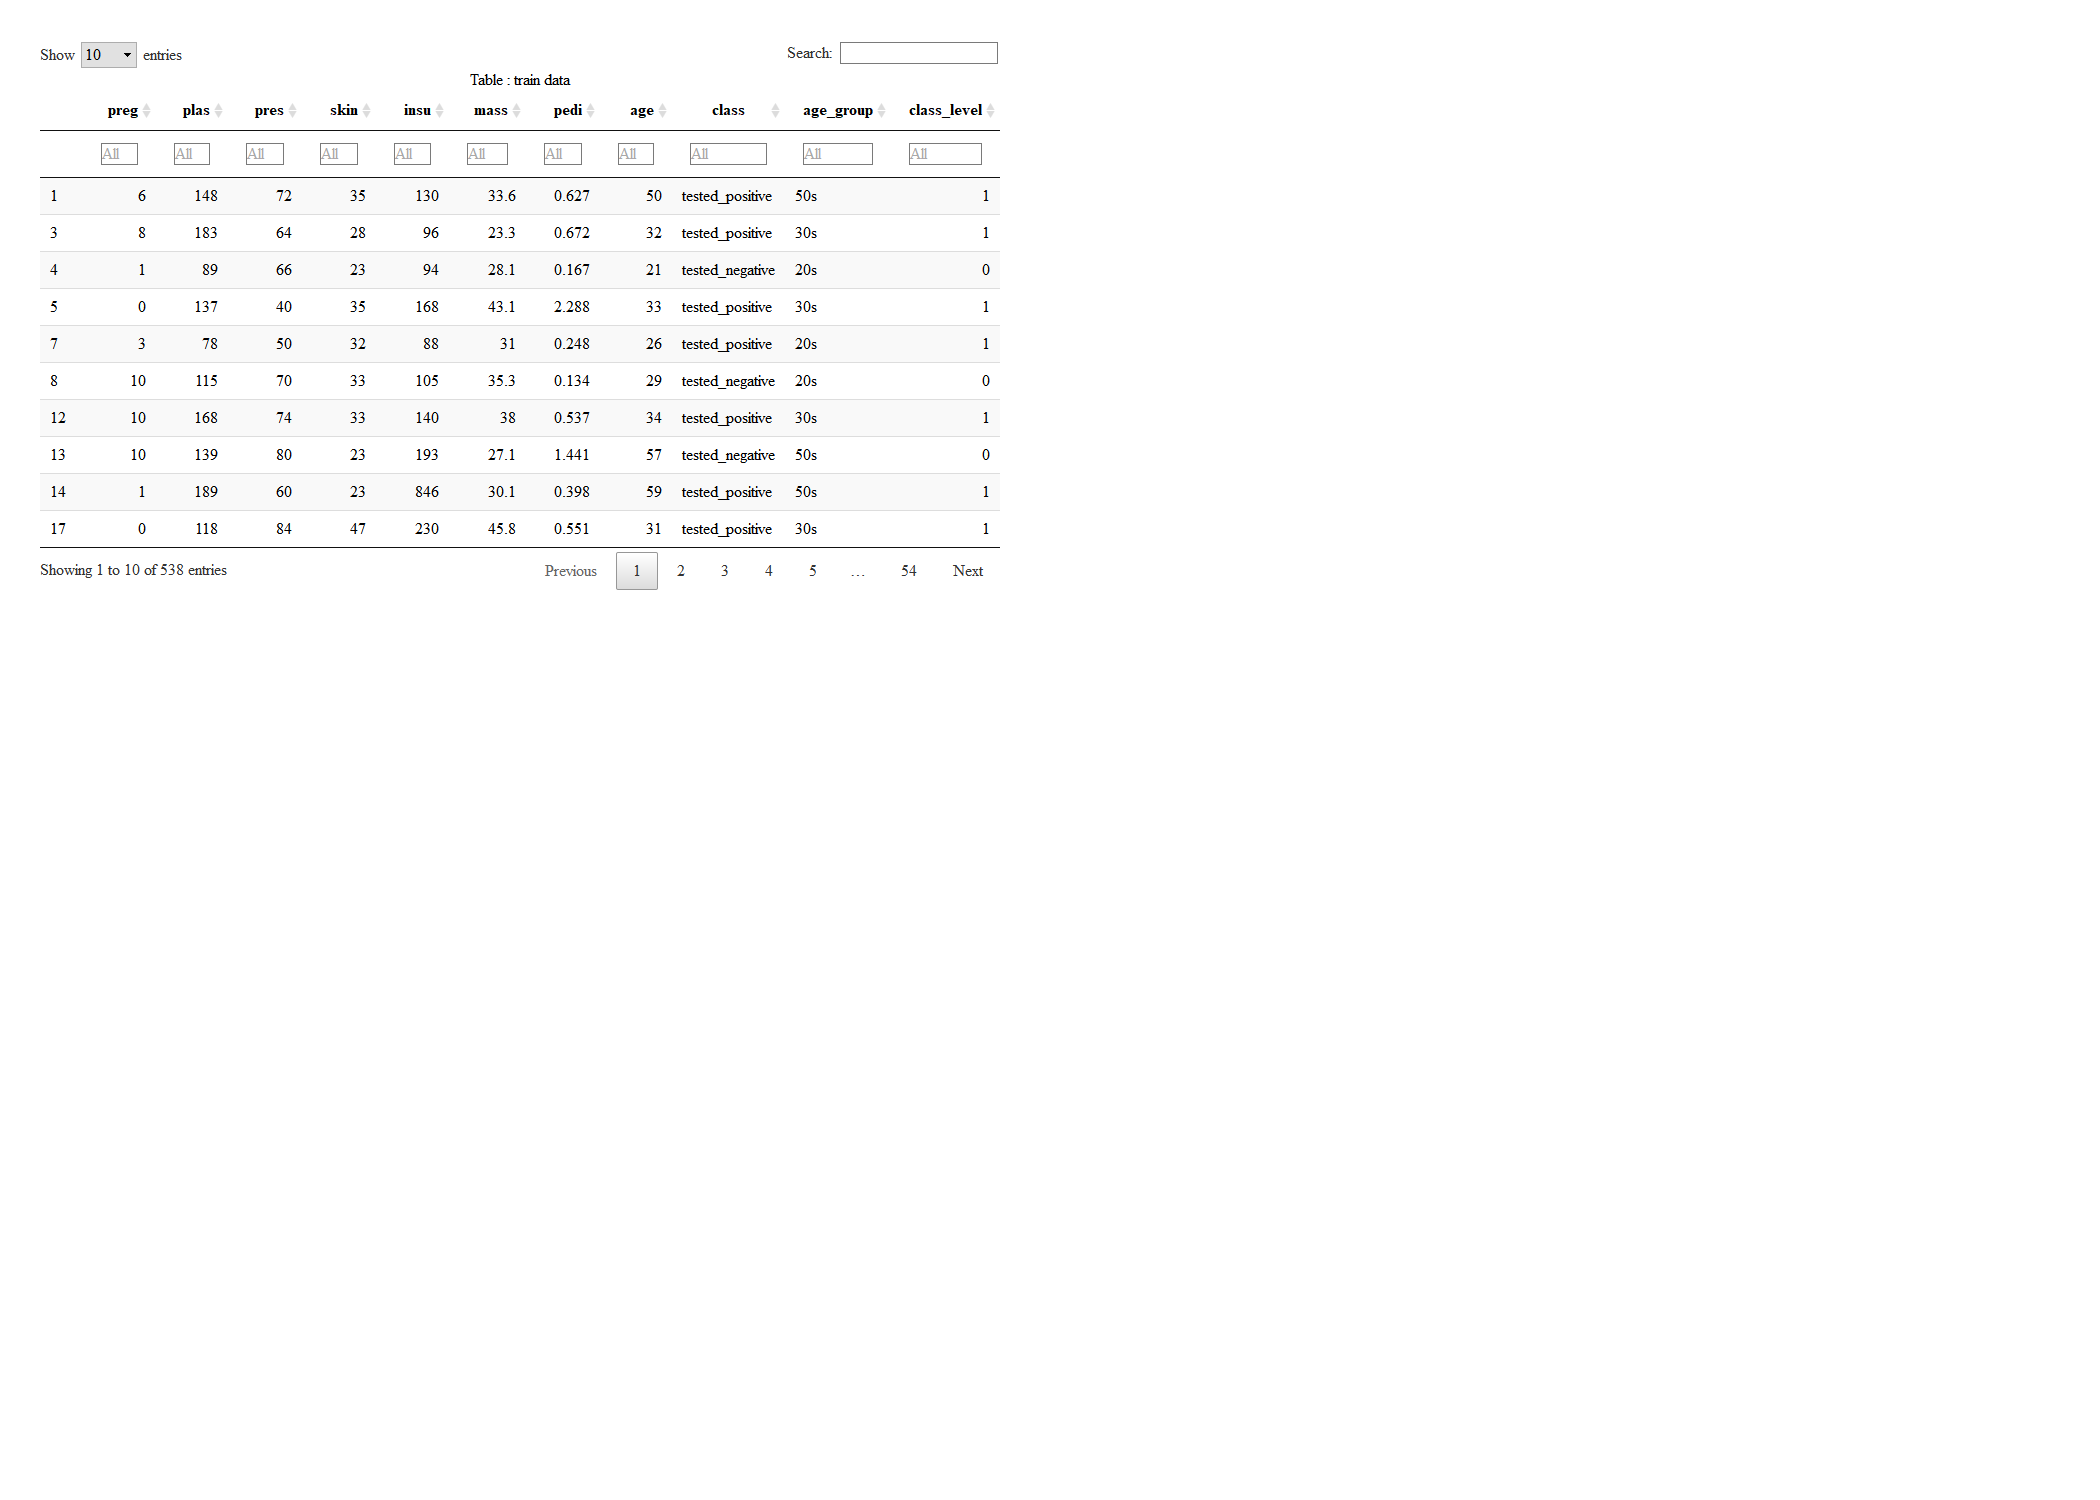 Show 10 entries Search:
Table : train data
preg plas pres skin insu mass pedi age class age_group class_level
All All All All All All All All All All All
1 6 148 72 35 130 33.6 0.627 50 tested_positive 50s 1
3 8 183 64 28 96 23.3 0.672 32 tested_positive 30s 1
4 1 89 66 23 94 28.1 0.167 21 tested_negative 20s 0
5 0 137 40 35 168 43.1 2.288 33 tested_positive 30s 1
7 3 78 50 32 88 31 0.248 26 tested_positive 20s 1
8 10 115 70 33 105 35.3 0.134 29 tested_negative 20s 0
12 10 168 74 33 140 38 0.537 34 tested_positive 30s 1
13 10 139 80 23 193 27.1 1.441 57 tested_negative 50s 0
14 1 189 60 23 846 30.1 0.398 59 tested_positive 50s 1
17 0 118 84 47 230 45.8 0.551 31 tested_positive 30s 1
Showing 1 to 10 of 538 entries Previous 1 2 3 4 5 … 54 Next